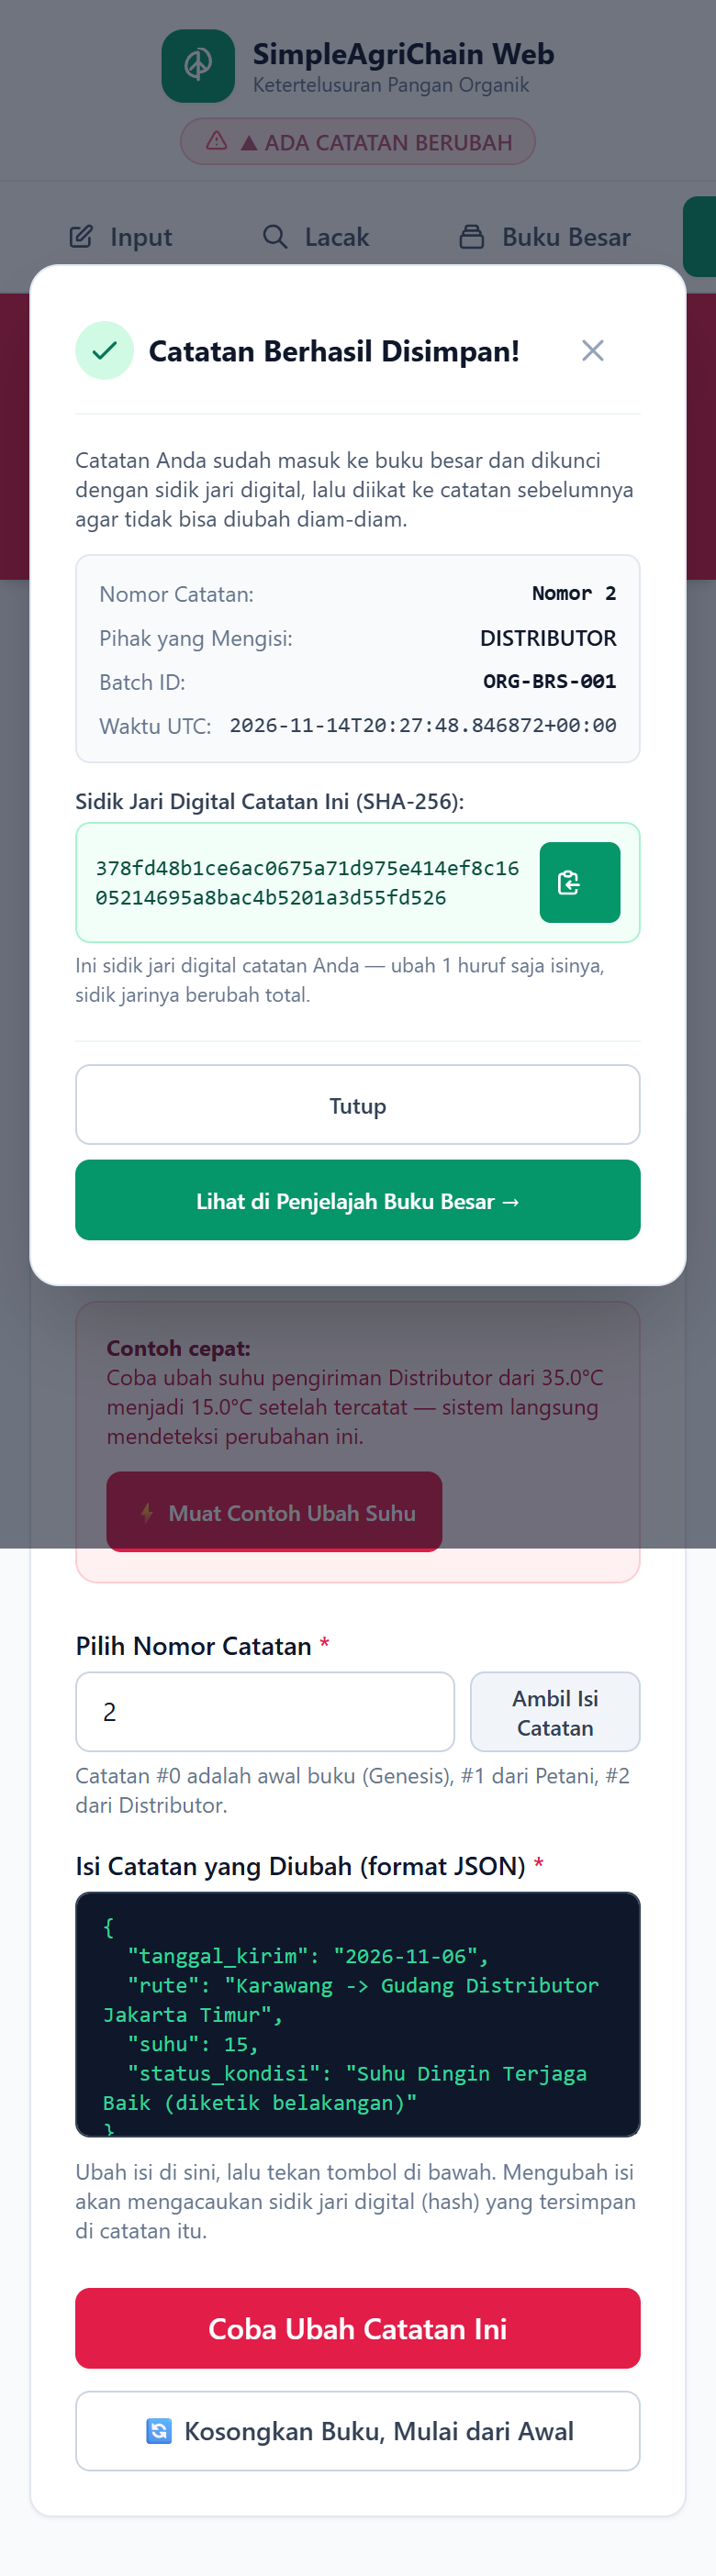 SimpleAgriChain Web
Ketertelusuran Pangan Organik
▲ ADA CATATAN BERUBAH
Input
Lacak
Buku Besar
Catatan Berhasil Disimpan!
Catatan Anda sudah masuk ke buku besar dan dikunci
dengan sidik jari digital, lalu diikat ke catatan sebelumnya
agar tidak bisa diubah diam-diam.
Nomor Catatan: Nomor 2
Pihak yang Mengisi: DISTRIBUTOR
Batch ID: ORG-BRS-001
Waktu UTC: 2026-11-14T20:27:48.846872+00:00
Sidik Jari Digital Catatan Ini (SHA-256):
378fd48b1ce6ac0675a71d975e414ef8c16
05214695a8bac4b5201a3d55fd526
Ini sidik jari digital catatan Anda — ubah 1 huruf saja isinya,
sidik jarinya berubah total.
Tutup
Lihat di Penjelajah Buku Besar →
Contoh cepat:
Coba ubah suhu pengiriman Distributor dari 35.0°C
menjadi 15.0°C setelah tercatat — sistem langsung
mendeteksi perubahan ini.
Muat Contoh Ubah Suhu
Pilih Nomor Catatan *
2
Ambil Isi
Catatan
Catatan #0 adalah awal buku (Genesis), #1 dari Petani, #2
dari Distributor.
Isi Catatan yang Diubah (format JSON) *
{
"tanggal_kirim": "2026-11-06",
"rute": "Karawang -> Gudang Distributor
Jakarta Timur",
"suhu": 15,
"status_kondisi": "Suhu Dingin Terjaga
Baik (diketik belakangan)"
}
Ubah isi di sini, lalu tekan tombol di bawah. Mengubah isi
akan mengacaukan sidik jari digital (hash) yang tersimpan
di catatan itu.
Coba Ubah Catatan Ini
Kosongkan Buku, Mulai dari Awal